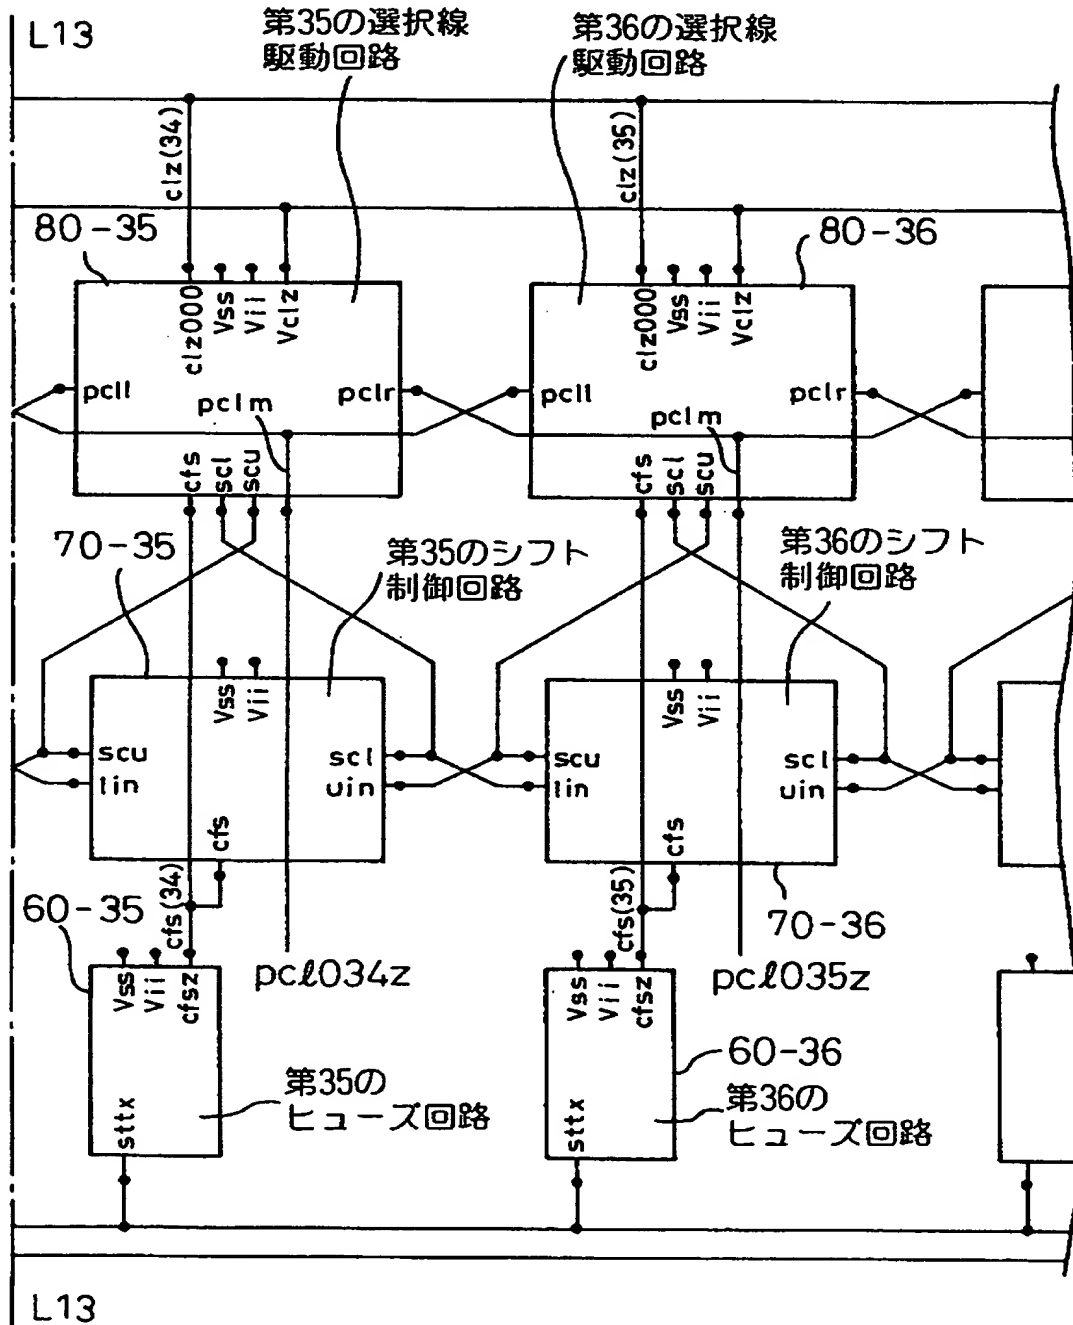 L13
第35の選択線
駆動回路
第36の選択線
駆動回路
clz(34)
clz(35)
80-35
80-36
clz000
Vss
Vii
Vclz
clz000
Vss
Vii
Vclz
pcll
pclr
pcll
pclr
pclm
pclm
cfs
scl
scu
cfs
scl
scu
70-35
第35のシフト
制御回路
第36のシフト
制御回路
Vss
Vii
Vss
Vii
scu
lin
scl
uin
scu
lin
scl
uin
cfs
cfs
cfs(34)
cfs(35)
60-35
70-36
pcℓ034z
pcℓ035z
Vss
Vii
cfsz
Vss
Vii
cfsz
60-36
第35の
ヒューズ回路
第36の
ヒューズ回路
sttx
sttx
L13